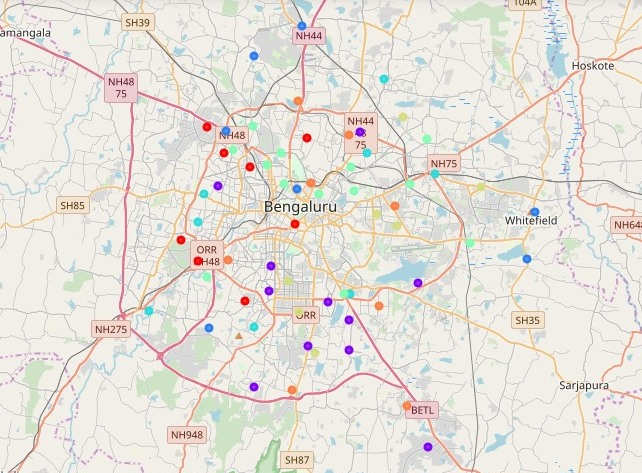 104A
SH39
amangala
NH44
Hoskote
NH48
75
NH44
75
NH48
NH75
SH85
Bengaluru
Whitefield
NH648
ORR
NH48
ORR
SH35
NH275
Sarjapura
BETL
NH948
SH87